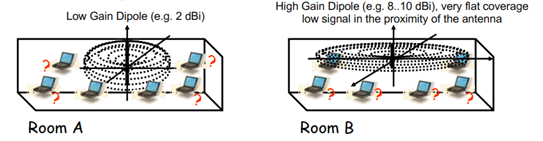 Low Gain Dipole (e.g. 2 dBi)
High Gain Dipole (e.g. 8..10 dBi), very flat coverage
low signal in the proximity of the antenna
? ? ? ? ? ?
? ? ? ?
Room A
Room B